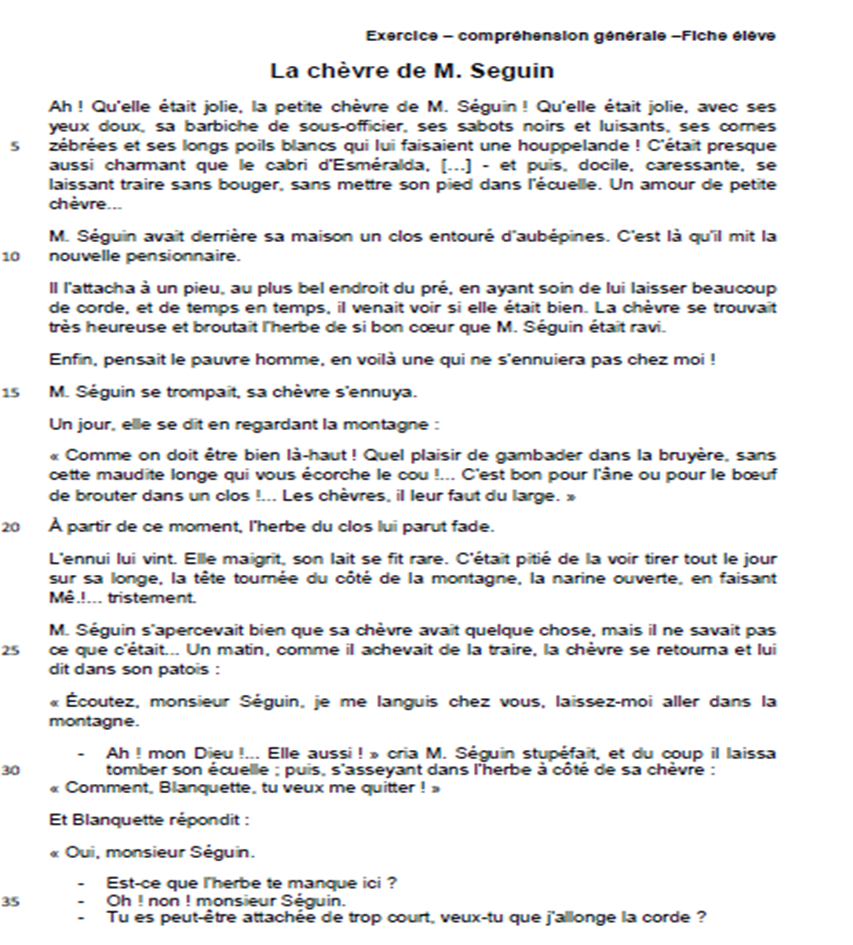 Exercice – compréhension générale –Fiche élève
La chèvre de M. Seguin
Ah ! Qu'elle était jolie, la petite chèvre de M. Séguin ! Qu'elle était jolie, avec ses
yeux doux, sa barbiche de sous-officier, ses sabots noirs et luisants, ses cornes
5 zébrées et ses longs poils blancs qui lui faisaient une houppelande ! C'était presque
aussi charmant que le cabri d'Esméralda, [...] - et puis, docile, caressante, se
laissant traire sans bouger, sans mettre son pied dans l'écuelle. Un amour de petite
chèvre...
M. Séguin avait derrière sa maison un clos entouré d'aubépines. C'est là qu'il mit la
10 nouvelle pensionnaire.
Il l'attacha à un pieu, au plus bel endroit du pré, en ayant soin de lui laisser beaucoup
de corde, et de temps en temps, il venait voir si elle était bien. La chèvre se trouvait
très heureuse et broutait l'herbe de si bon cœur que M. Séguin était ravi.
Enfin, pensait le pauvre homme, en voilà une qui ne s'ennuiera pas chez moi !
15 M. Séguin se trompait, sa chèvre s'ennuya.
Un jour, elle se dit en regardant la montagne :
« Comme on doit être bien là-haut ! Quel plaisir de gambader dans la bruyère, sans
cette maudite longe qui vous écorche le cou !... C'est bon pour l'âne ou pour le bœuf
de brouter dans un clos !... Les chèvres, il leur faut du large. »
20 À partir de ce moment, l'herbe du clos lui parut fade.
L'ennui lui vint. Elle maigrit, son lait se fit rare. C'était pitié de la voir tirer tout le jour
sur sa longe, la tête tournée du côté de la montagne, la narine ouverte, en faisant
Mê.!... tristement.
M. Séguin s'apercevait bien que sa chèvre avait quelque chose, mais il ne savait pas
25 ce que c'était... Un matin, comme il achevait de la traire, la chèvre se retourna et lui
dit dans son patois :
« Écoutez, monsieur Séguin, je me languis chez vous, laissez-moi aller dans la
montagne.
- Ah ! mon Dieu !... Elle aussi ! » cria M. Séguin stupéfait, et du coup il laissa
30 tomber son écuelle ; puis, s'asseyant dans l'herbe à côté de sa chèvre :
« Comment, Blanquette, tu veux me quitter ! »
Et Blanquette répondit :
« Oui, monsieur Séguin.
- Est-ce que l'herbe te manque ici ?
35 - Oh ! non ! monsieur Séguin.
- Tu es peut-être attachée de trop court, veux-tu que j'allonge la corde ?